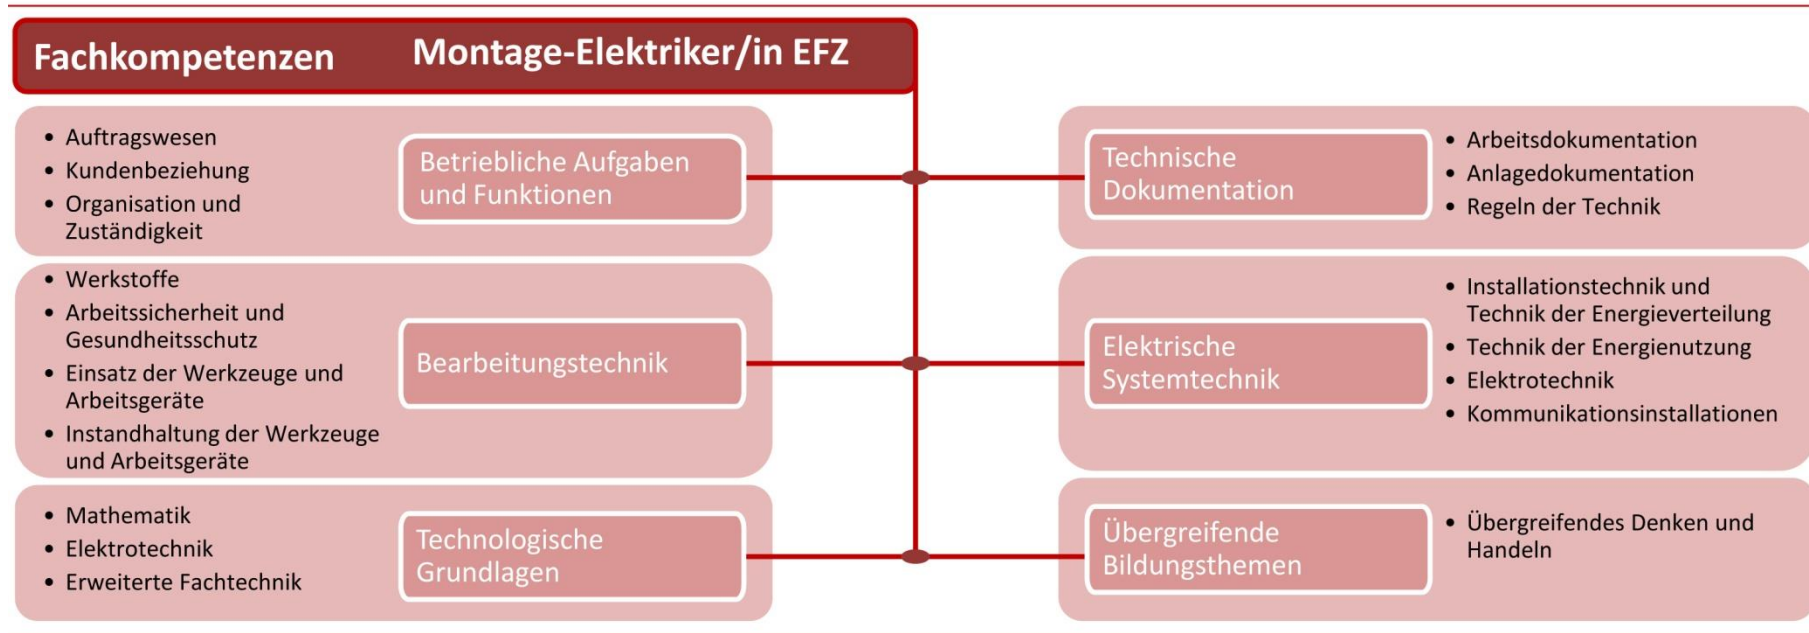 Fachkompetenzen Montage-Elektriker/in EFZ
• Auftragswesen
• Kundenbeziehung
• Organisation und
Zuständigkeit
Betriebliche Aufgaben
und Funktionen
Technische
Dokumentation
• Arbeitsdokumentation
• Anlagedokumentation
• Regeln der Technik
• Werkstoffe
• Arbeitssicherheit und
Gesundheitsschutz
• Einsatz der Werkzeuge und
Arbeitsgeräte
• Instandhaltung der Werkzeuge
und Arbeitsgeräte
Bearbeitungstechnik
Elektrische
Systemtechnik
• Installationstechnik und
Technik der Energieverteilung
• Technik der Energienutzung
• Elektrotechnik
• Kommunikationsinstallationen
• Mathematik
• Elektrotechnik
• Erweiterte Fachtechnik
Technologische
Grundlagen
Übergreifende
Bildungsthemen
• Übergreifendes Denken und
Handeln